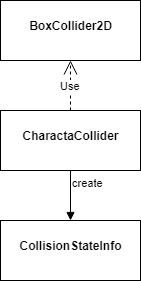 BoxCollider2D
Use
CharactaCollider
create
CollisionStateInfo